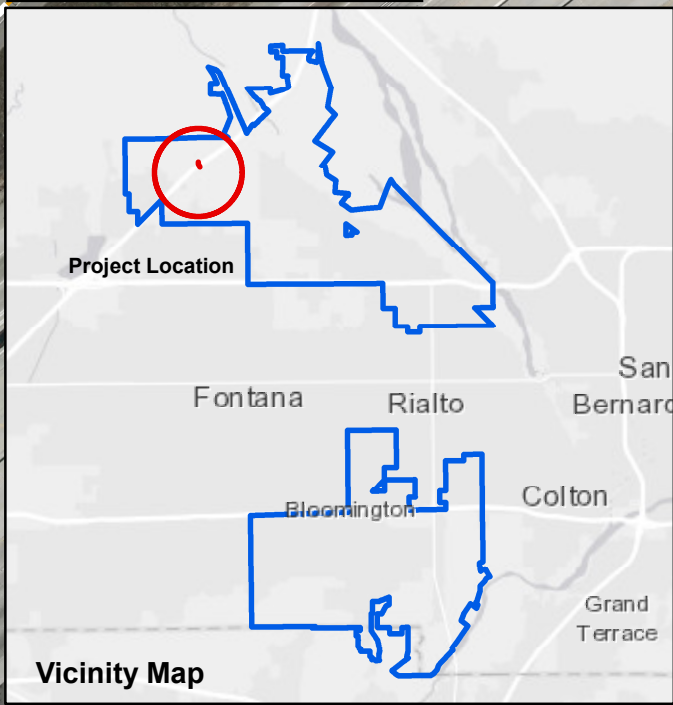 Project Location
Fontana
Rialto
San
Bernard
Bloomington
Colton
Grand
Terrace
Vicinity Map